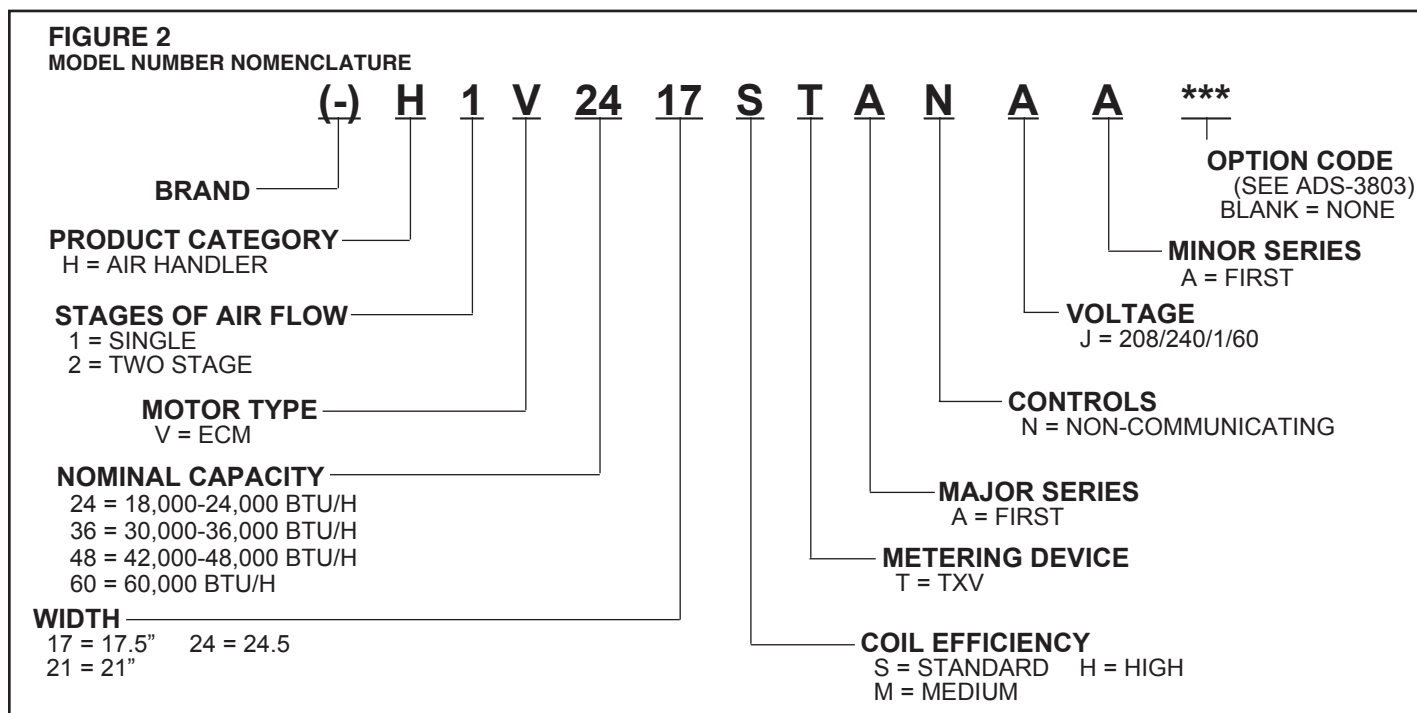 FIGURE 2
MODEL NUMBER NOMENCLATURE
(-) H 1 V 24 17 S T A N A A ***
BRAND
PRODUCT CATEGORY
H = AIR HANDLER
STAGES OF AIR FLOW
1 = SINGLE
2 = TWO STAGE
MOTOR TYPE
V = ECM
NOMINAL CAPACITY
24 = 18,000-24,000 BTU/H
36 = 30,000-36,000 BTU/H
48 = 42,000-48,000 BTU/H
60 = 60,000 BTU/H
WIDTH
17 = 17.5” 24 = 24.5
21 = 21”
OPTION CODE
(SEE ADS-3803)
BLANK = NONE
MINOR SERIES
A = FIRST
VOLTAGE
J = 208/240/1/60
CONTROLS
N = NON-COMMUNICATING
MAJOR SERIES
A = FIRST
METERING DEVICE
T = TXV
COIL EFFICIENCY
S = STANDARD H = HIGH
M = MEDIUM